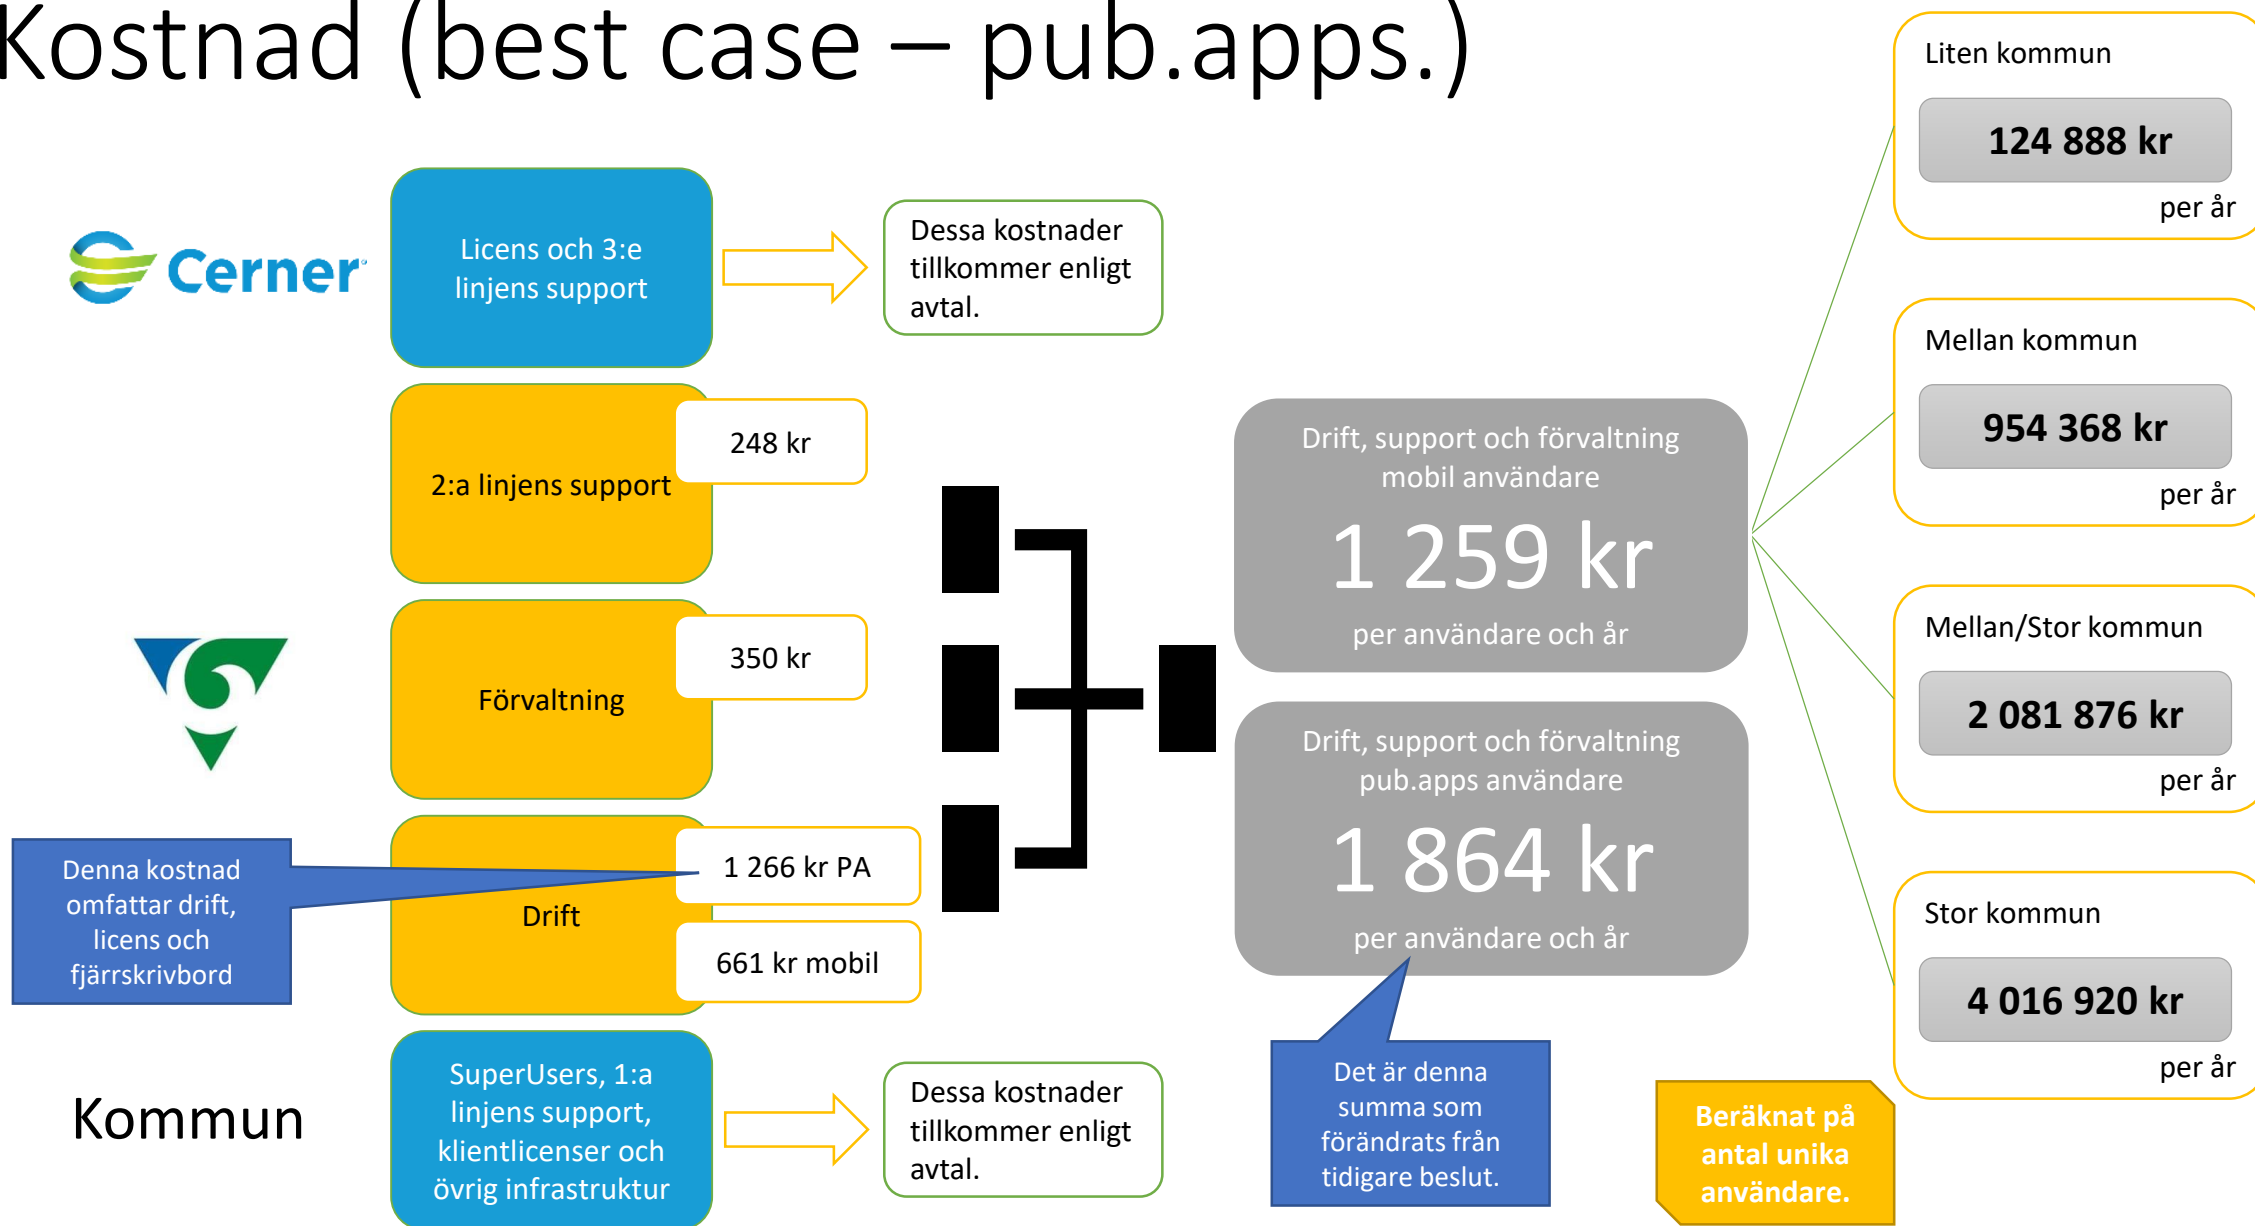 Kostnad (best case – pub.apps.)
Cerner
Licens och 3:e
linjens support
Dessa kostnader
tillkommer enligt
avtal.
2:a linjens support
248 kr
Förvaltning
350 kr
Denna kostnad
omfattar drift,
licens och
fjärrskrivbord
Drift
1 266 kr PA
661 kr mobil
Kommun
SuperUsers, 1:a
linjens support,
klientlicenser och
övrig infrastruktur
Dessa kostnader
tillkommer enligt
avtal.
Drift, support och förvaltning
mobil användare
1 259 kr
per användare och år
Drift, support och förvaltning
pub.apps användare
1 864 kr
per användare och år
Det är denna
summa som
förändrats från
tidigare beslut.
Liten kommun
124 888 kr
per år
Mellan kommun
954 368 kr
per år
Mellan/Stor kommun
2 081 876 kr
per år
Stor kommun
4 016 920 kr
per år
Beräknat på
antal unika
användare.